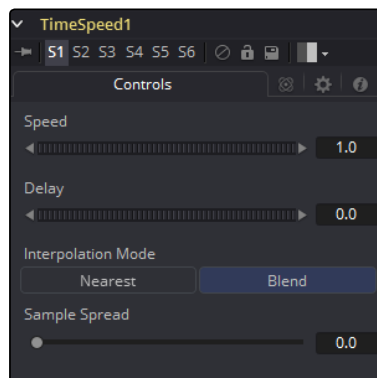 TimeSpeed1
S1 S2 S3 S4 S5 S6
Controls
Speed
1.0
Delay
0.0
Interpolation Mode
Nearest Blend
Sample Spread
0.0